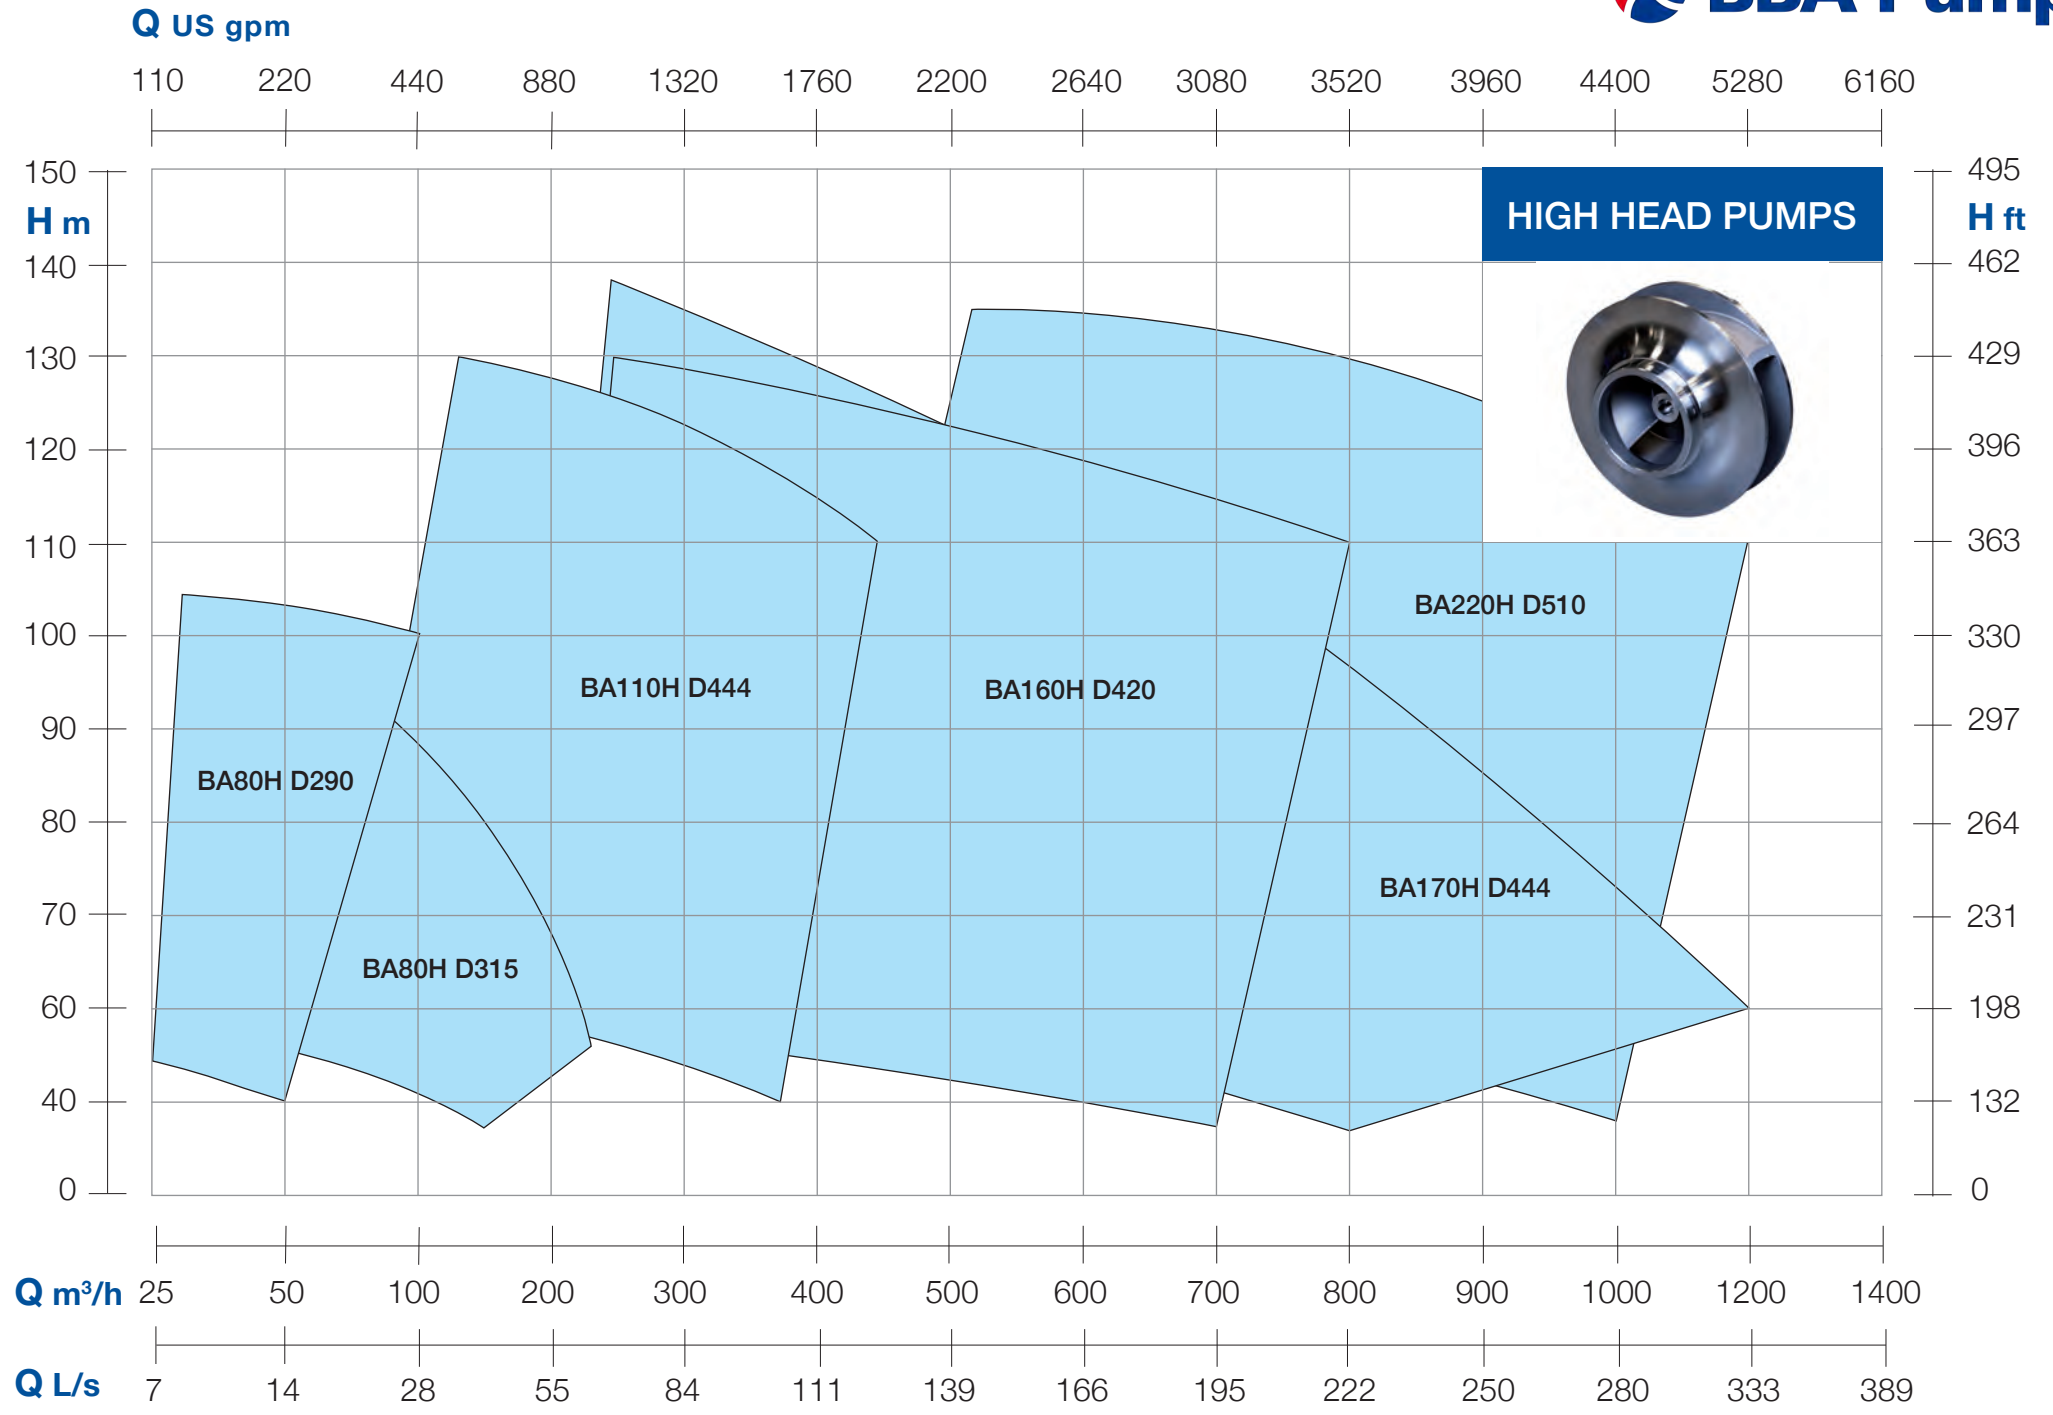 BBA Pump
Q US gpm
110 220 440 880 1320 1760 2200 2640 3080 3520 3960 4400 5280 6160
150 495
H m HIGH HEAD PUMPS H ft
140 462
130 429
120 396
110 363
BA220H D510
100 330
BA110H D444 BA160H D420
90 297
BA80H D290
80 264
BA170H D444
70 231
BA80H D315
60 198
40 132
0 0
Q m³/h 25 50 100 200 300 400 500 600 700 800 900 1000 1200 1400
Q L/s 7 14 28 55 84 111 139 166 195 222 250 280 333 389